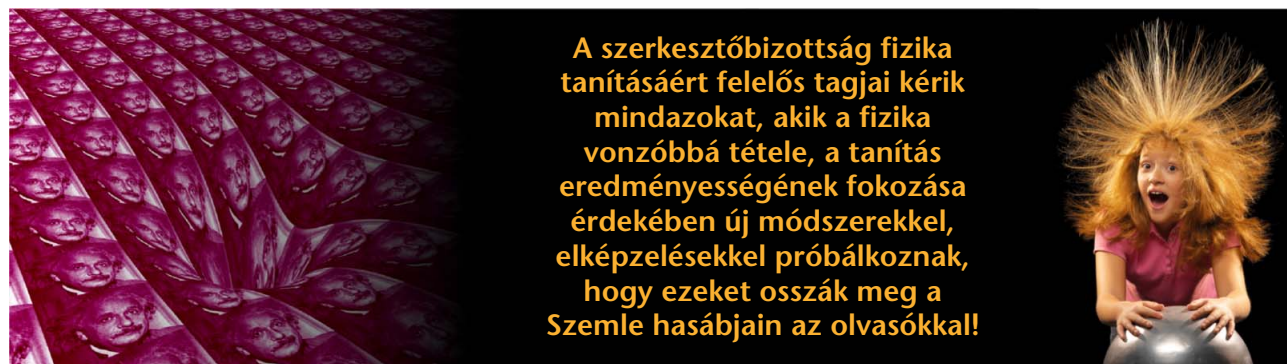 A szerkesztőbizottság fizika
tanításáért felelős tagjai kérik
mindazokat, akik a fizika
vonzóbbá tétele, a tanítás
eredményességének fokozása
érdekében új módszerekkel,
elképzelésekkel próbálkoznak,
hogy ezeket osszák meg a
Szemle hasábjain az olvasókkal!